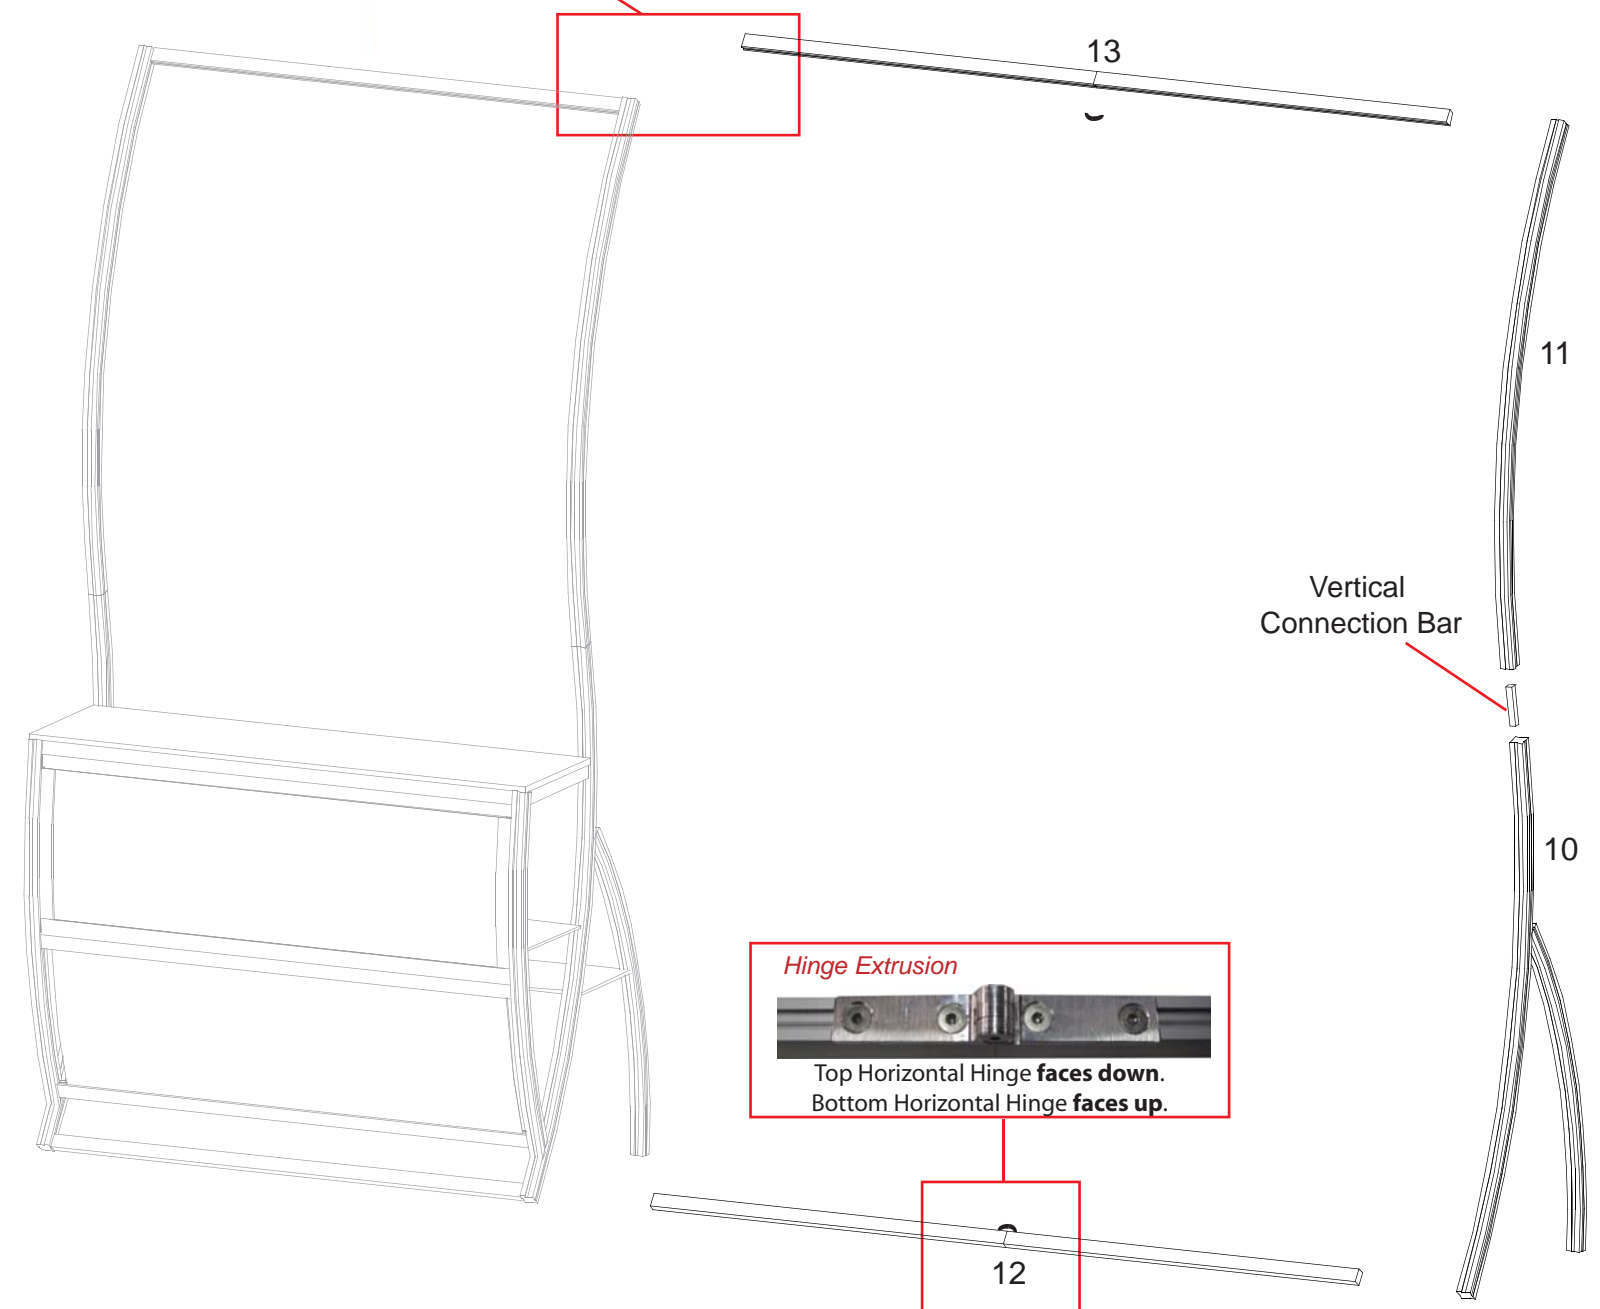 13
11
Vertical
Connection Bar
10
Hinge Extrusion
Top Horizontal Hinge faces down.
Bottom Horizontal Hinge faces up.
12